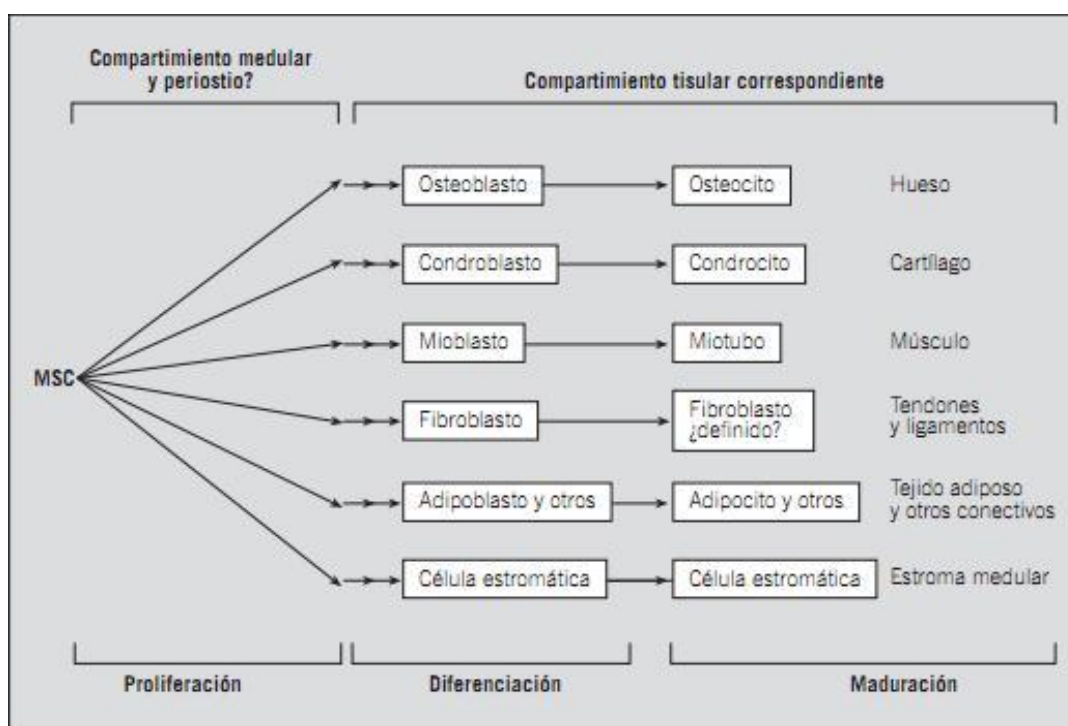 Compartimiento medular
y periostio?
Compartimiento tisular correspondiente
Osteoblasto
Osteocito
Hueso
Condroblasto
Condrocito
Cartílago
Mioblasto
Miotubo
Músculo
MSC
Fibroblasto
Fibroblasto
¿definido?
Tendones
y ligamentos
Adipoblasto y otros
Adipocito y otros
Tejido adiposo
y otros conectivos
Célula estromática
Célula estromática
Estroma medular
Proliferación
Diferenciación
Maduración